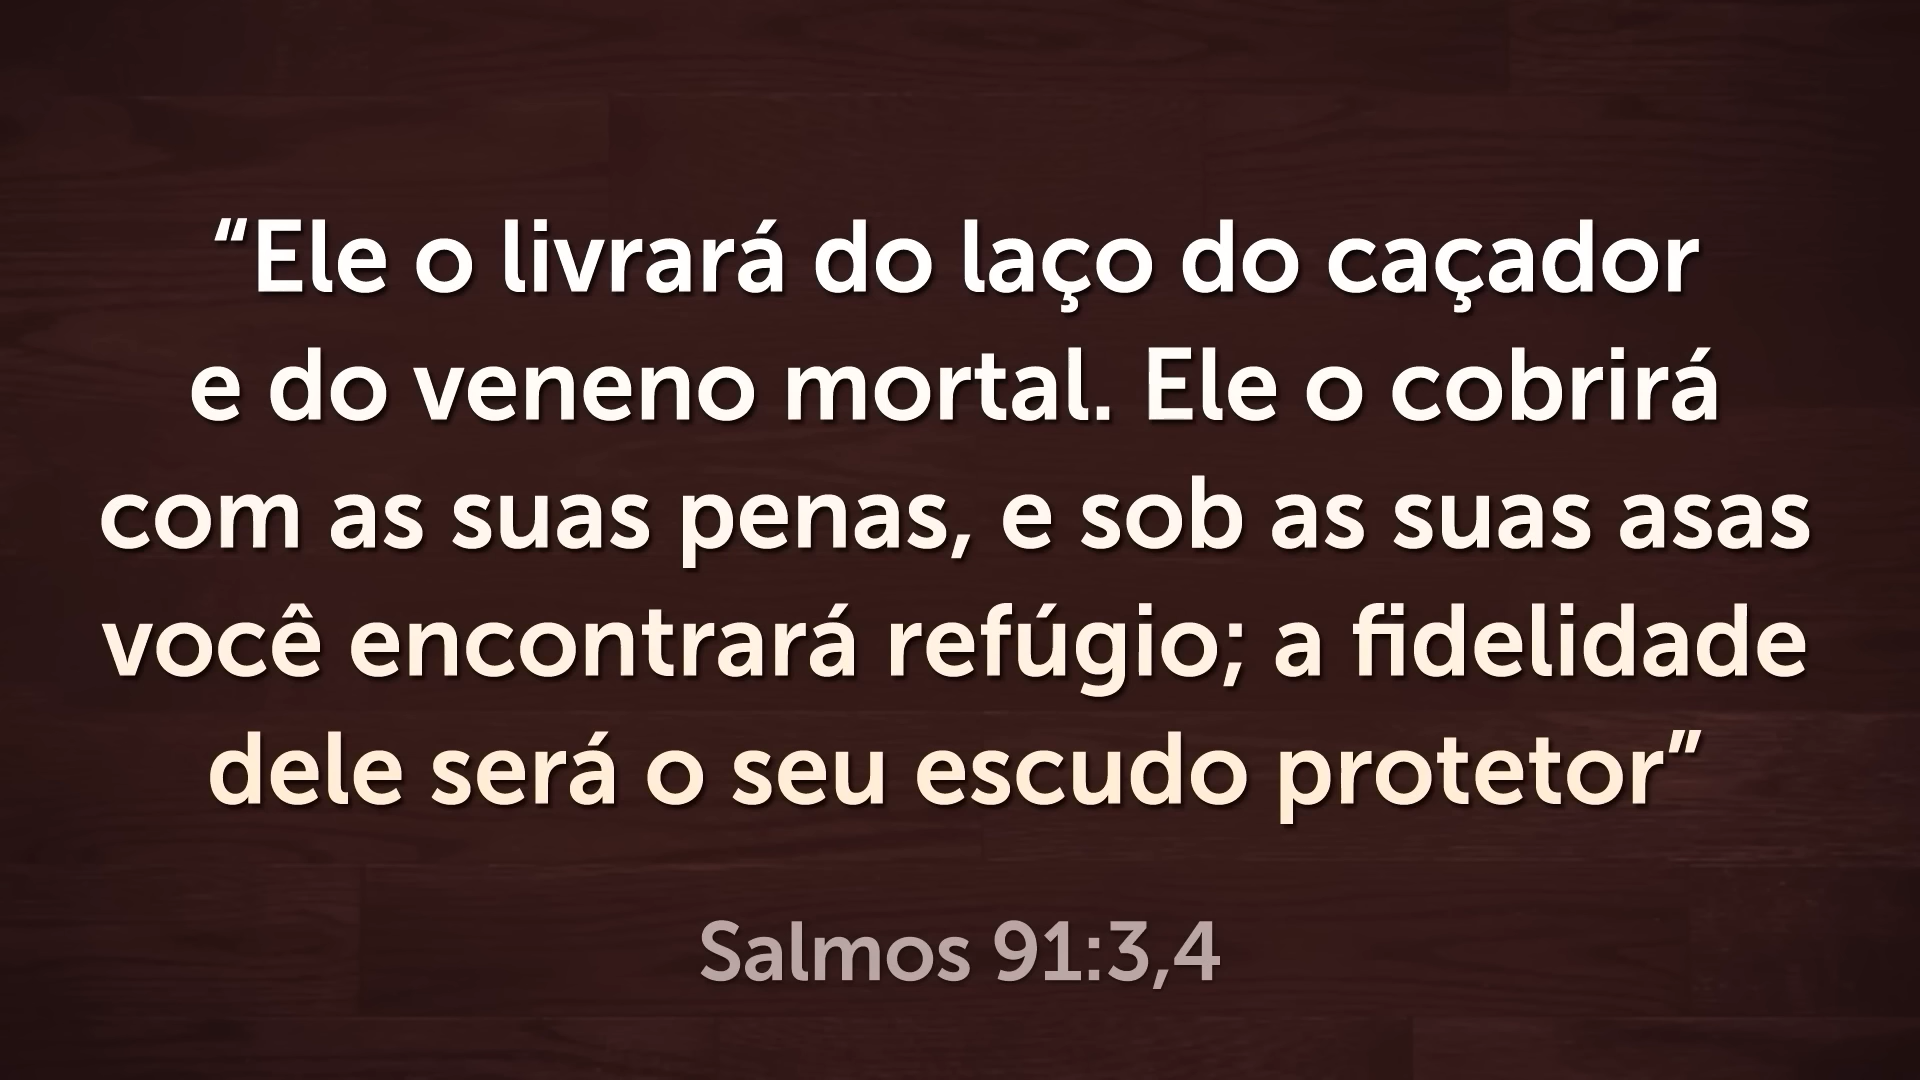 “Ele o livrará do laço do caçador
e do veneno mortal. Ele o cobrirá
com as suas penas, e sob as suas asas
você encontrará refúgio; a fidelidade
dele será o seu escudo protetor”
Salmos 91:3,4